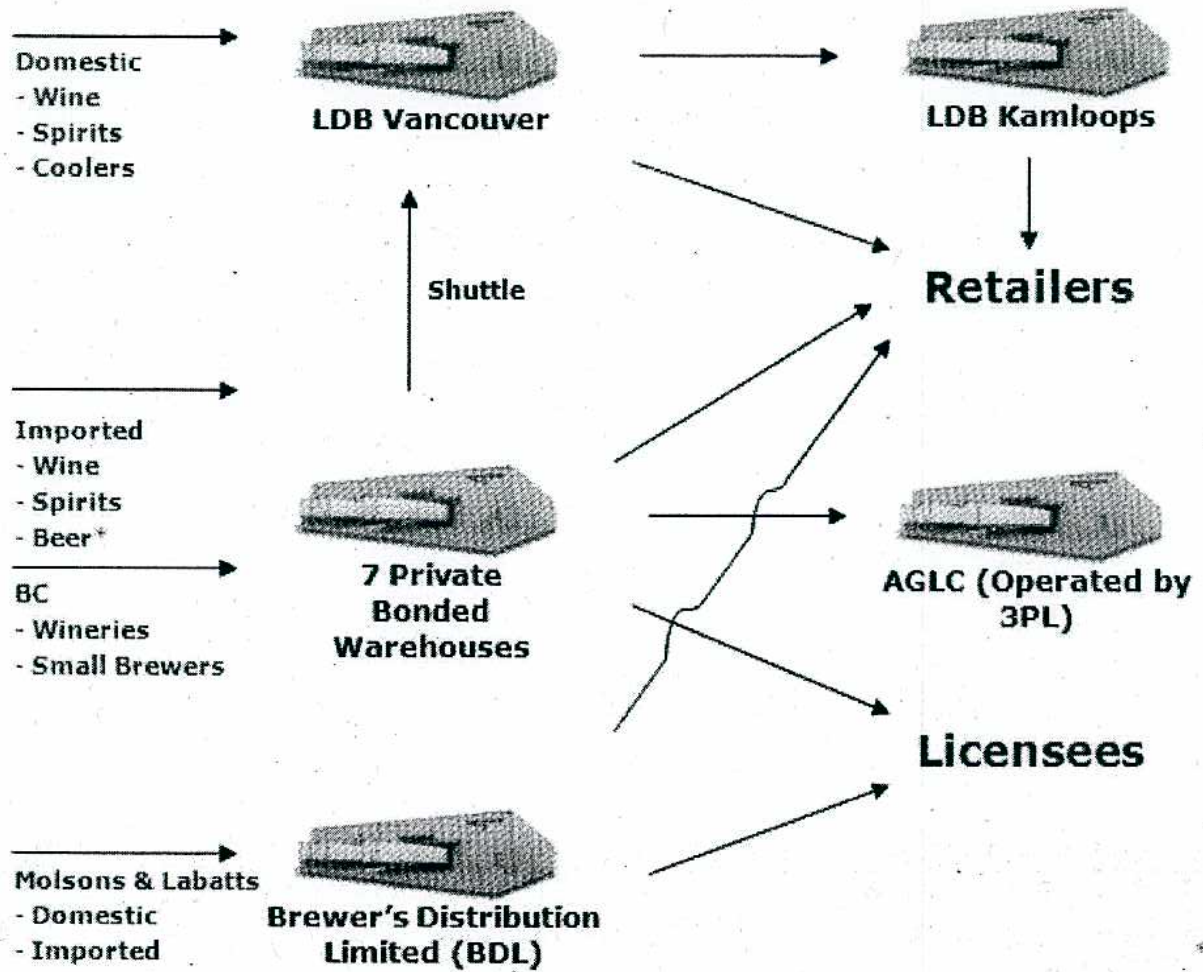 Domestic
- Wine
- Spirits
- Coolers
LDB Vancouver
LDB Kamloops
Shuttle
Retailers
Imported
- Wine
- Spirits
- Beer*
BC
- Wineries
- Small Brewers
7 Private
Bonded
Warehouses
AGLC (Operated by
3PL)
Licensees
Molsons & Labatts
- Domestic
- Imported
Brewer's Distribution
Limited (BDL)
*